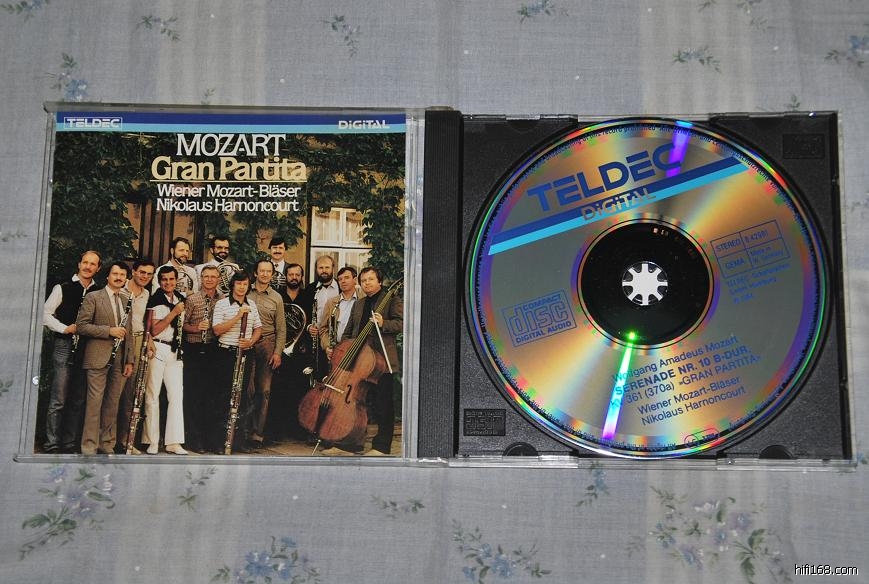 TELDEC
DIGITAL
MOZART
Gran Partita
Wiener Mozart-Bläser
Nikolaus Harnoncourt
TELDEC
DIGITAL
STEREO
GEMA
Made in
W. Germany
COMPACT
disc
DIGITAL AUDIO
Wolfgang Amadeus Mozart
SERENADE NR. 10 B-DUR,
361 (370a) »GRAN PARTITA«
Wiener Mozart-Bläser
Nikolaus Harnoncourt
hifi168.com